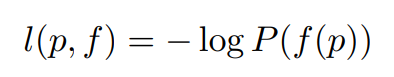 l(p, f) = − log P(f(p))